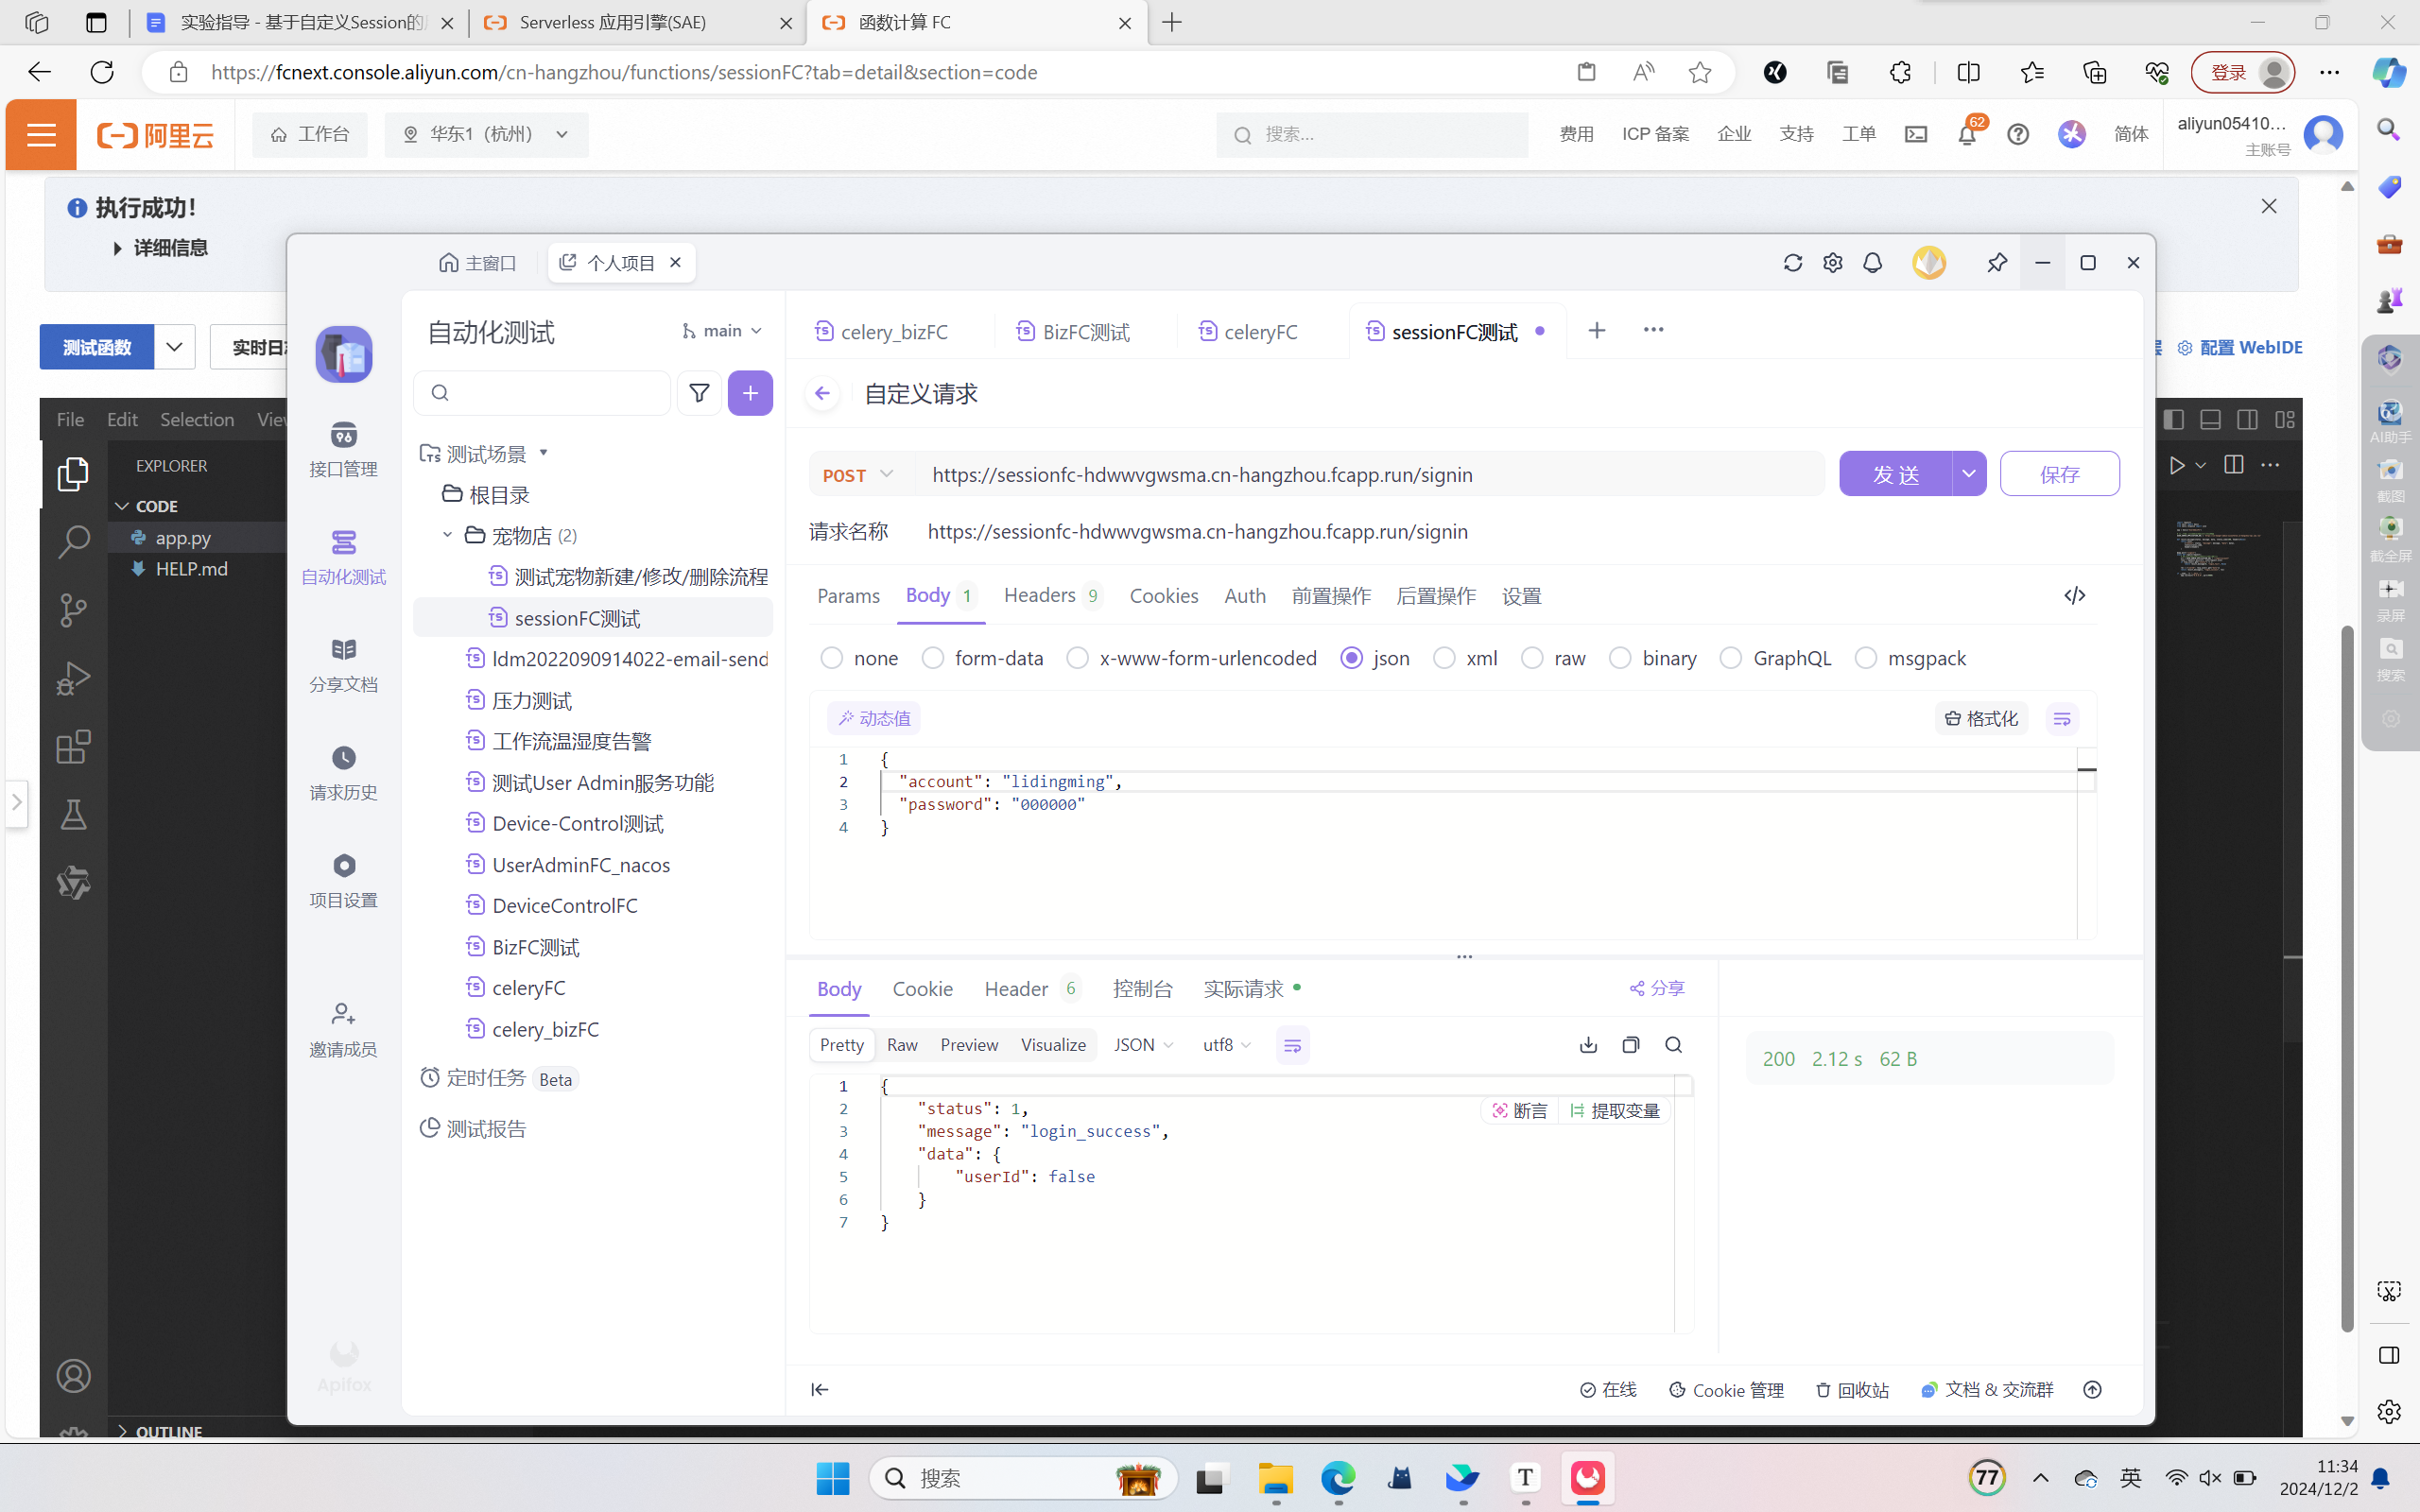 实验指导 - 基于自定义Session的
Serverless 应用引擎(SAE)
函数计算 FC
https://fcnext.console.aliyun.com/cn-hangzhou/functions/sessionFC?tab=detail&section=code
登录
阿里云
工作台
华东1（杭州）
搜索...
费用
ICP 备案
企业
支持
工单
62
简体
aliyun05410...
主账号
执行成功！
详细信息
测试函数
实时日
配置 WebIDE
File Edit Selection
EXPLORER
CODE
app.py
HELP.md
OUTLINE
主窗口
个人项目
接口管理
自动化测试
分享文档
请求历史
项目设置
邀请成员
Apifox
自动化测试
main
测试场景
根目录
宠物店 (2)
测试宠物新建/修改/删除流程
sessionFC测试
ldm2022090914022-email-send
压力测试
工作流温湿度告警
测试User Admin服务功能
Device-Control测试
UserAdminFC_nacos
DeviceControlFC
BizFC测试
celeryFC
celery_bizFC
定时任务 Beta
测试报告
celery_bizFC
BizFC测试
celeryFC
sessionFC测试
自定义请求
POST
https://sessionfc-hdwwvgwsma.cn-hangzhou.fcapp.run/signin
发 送
保存
请求名称
https://sessionfc-hdwwvgwsma.cn-hangzhou.fcapp.run/signin
Params Body 1 Headers 9 Cookies Auth 前置操作 后置操作 设置
none form-data x-www-form-urlencoded json xml raw binary GraphQL msgpack
动态值
格式化
1 {
2 "account": "lidingming",
3 "password": "000000"
4 }
Body Cookie Header 6 控制台 实际请求
分享
Pretty Raw Preview Visualize JSON utf8
200 2.12 s 62 B
断言 提取变量
1 {
2 "status": 1,
3 "message": "login_success",
4 "data": {
5 "userId": false
6 }
7 }
在线
Cookie 管理
回收站
文档 & 交流群
AI助手
截图
截全屏
录屏
搜索
搜索
77
英
11:34
2024/12/2